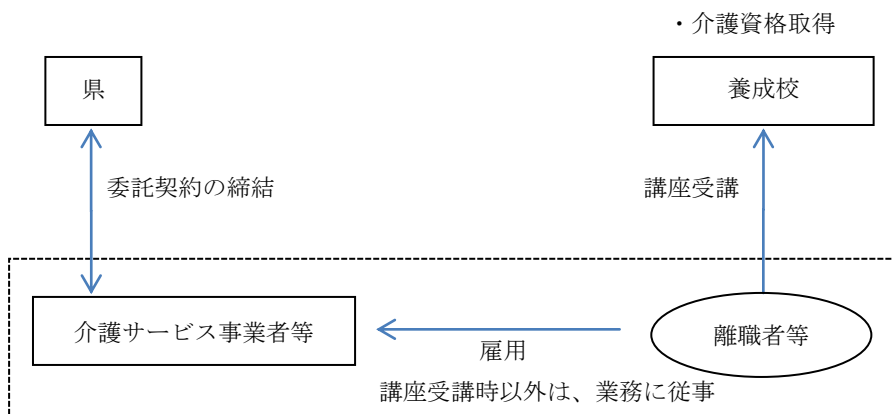 ・介護資格取得
県
養成校
委託契約の締結
講座受講
介護サービス事業者等
離職者等
雇用
講座受講時以外は、業務に従事